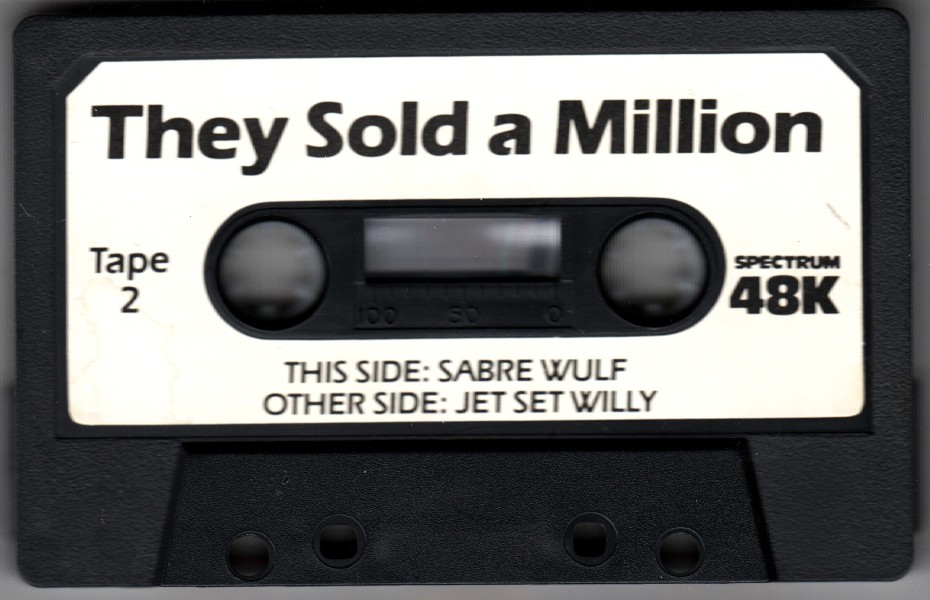 They Sold a Million
Tape
2
SPECTRUM
48K
100 50 0
THIS SIDE: SABRE WULF
OTHER SIDE: JET SET WILLY